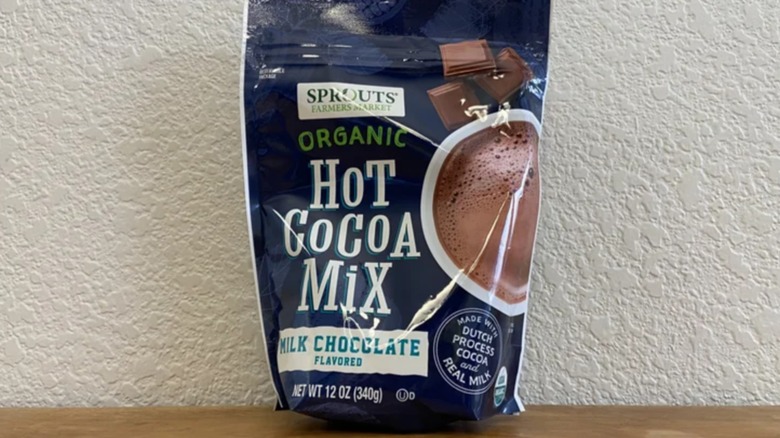 SPROUTS
FARMERS MARKET
ORGANIC
HOT
COCOA
MiX
MILK CHOCOLATE
FLAVORED
NET WT 12 OZ (340g) U D
MADE WITH
DUTCH
PROCESS
COCOA
and
REAL MILK